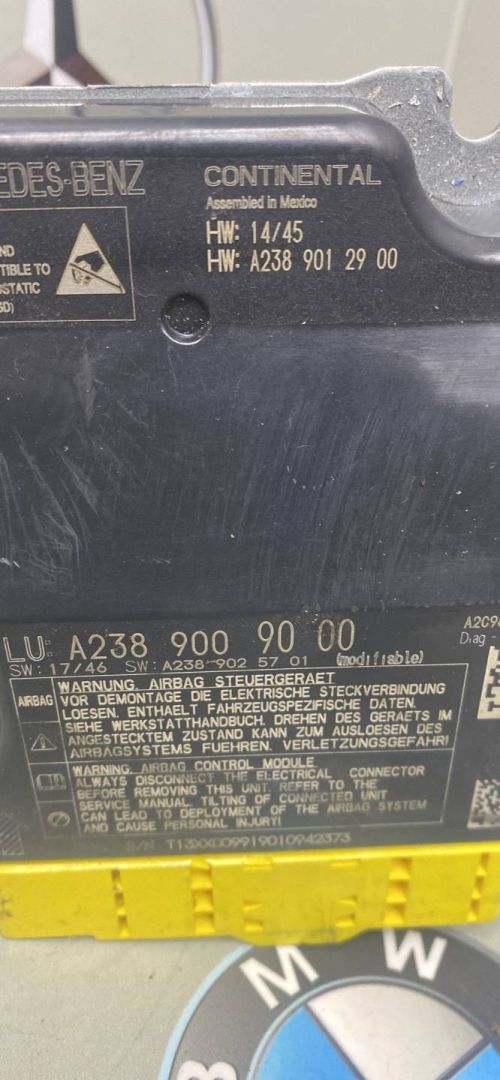 EDES-BENZ
CONTINENTAL
Assembled in Mexico
HW: 14/45
HW: A238 901 29 00
ND
TIBLE TO
STATIC
SD)
LU: A238 900 90 00
SW: 17/46 SW: A238 902 57 01 (modifiable)
A2C9
Diag
AIRBAG
WARNUNG, AIRBAG STEUERGERAET
VOR DEMONTAGE DIE ELEKTRISCHE STECKVERBINDUNG
LOESEN, ENTHAELT FAHRZEUGSPEZIFISCHE DATEN,
SIEHE WERKSTATTHANDBUCH. DREHEN DES GERAETS IM
ANGESTECKTEM ZUSTAND KANN ZUM AUSLOESEN DES
AIRBAGSYSTEMS FUEHREN, VERLETZUNGSGEFAHR!
WARNING, AIRBAG CONTROL MODULE
ALWAYS DISCONNECT THE ELECTRICAL CONNECTOR
BEFORE REMOVING THIS UNIT. REFER TO THE
SERVICE MANUAL. TILTING OF CONNECTED UNIT
CAN LEAD TO DEPLOYMENT OF THE AIRBAG SYSTEM
AND CAUSE PERSONAL INJURY!
S/N T13XXC09919010942373
BMW